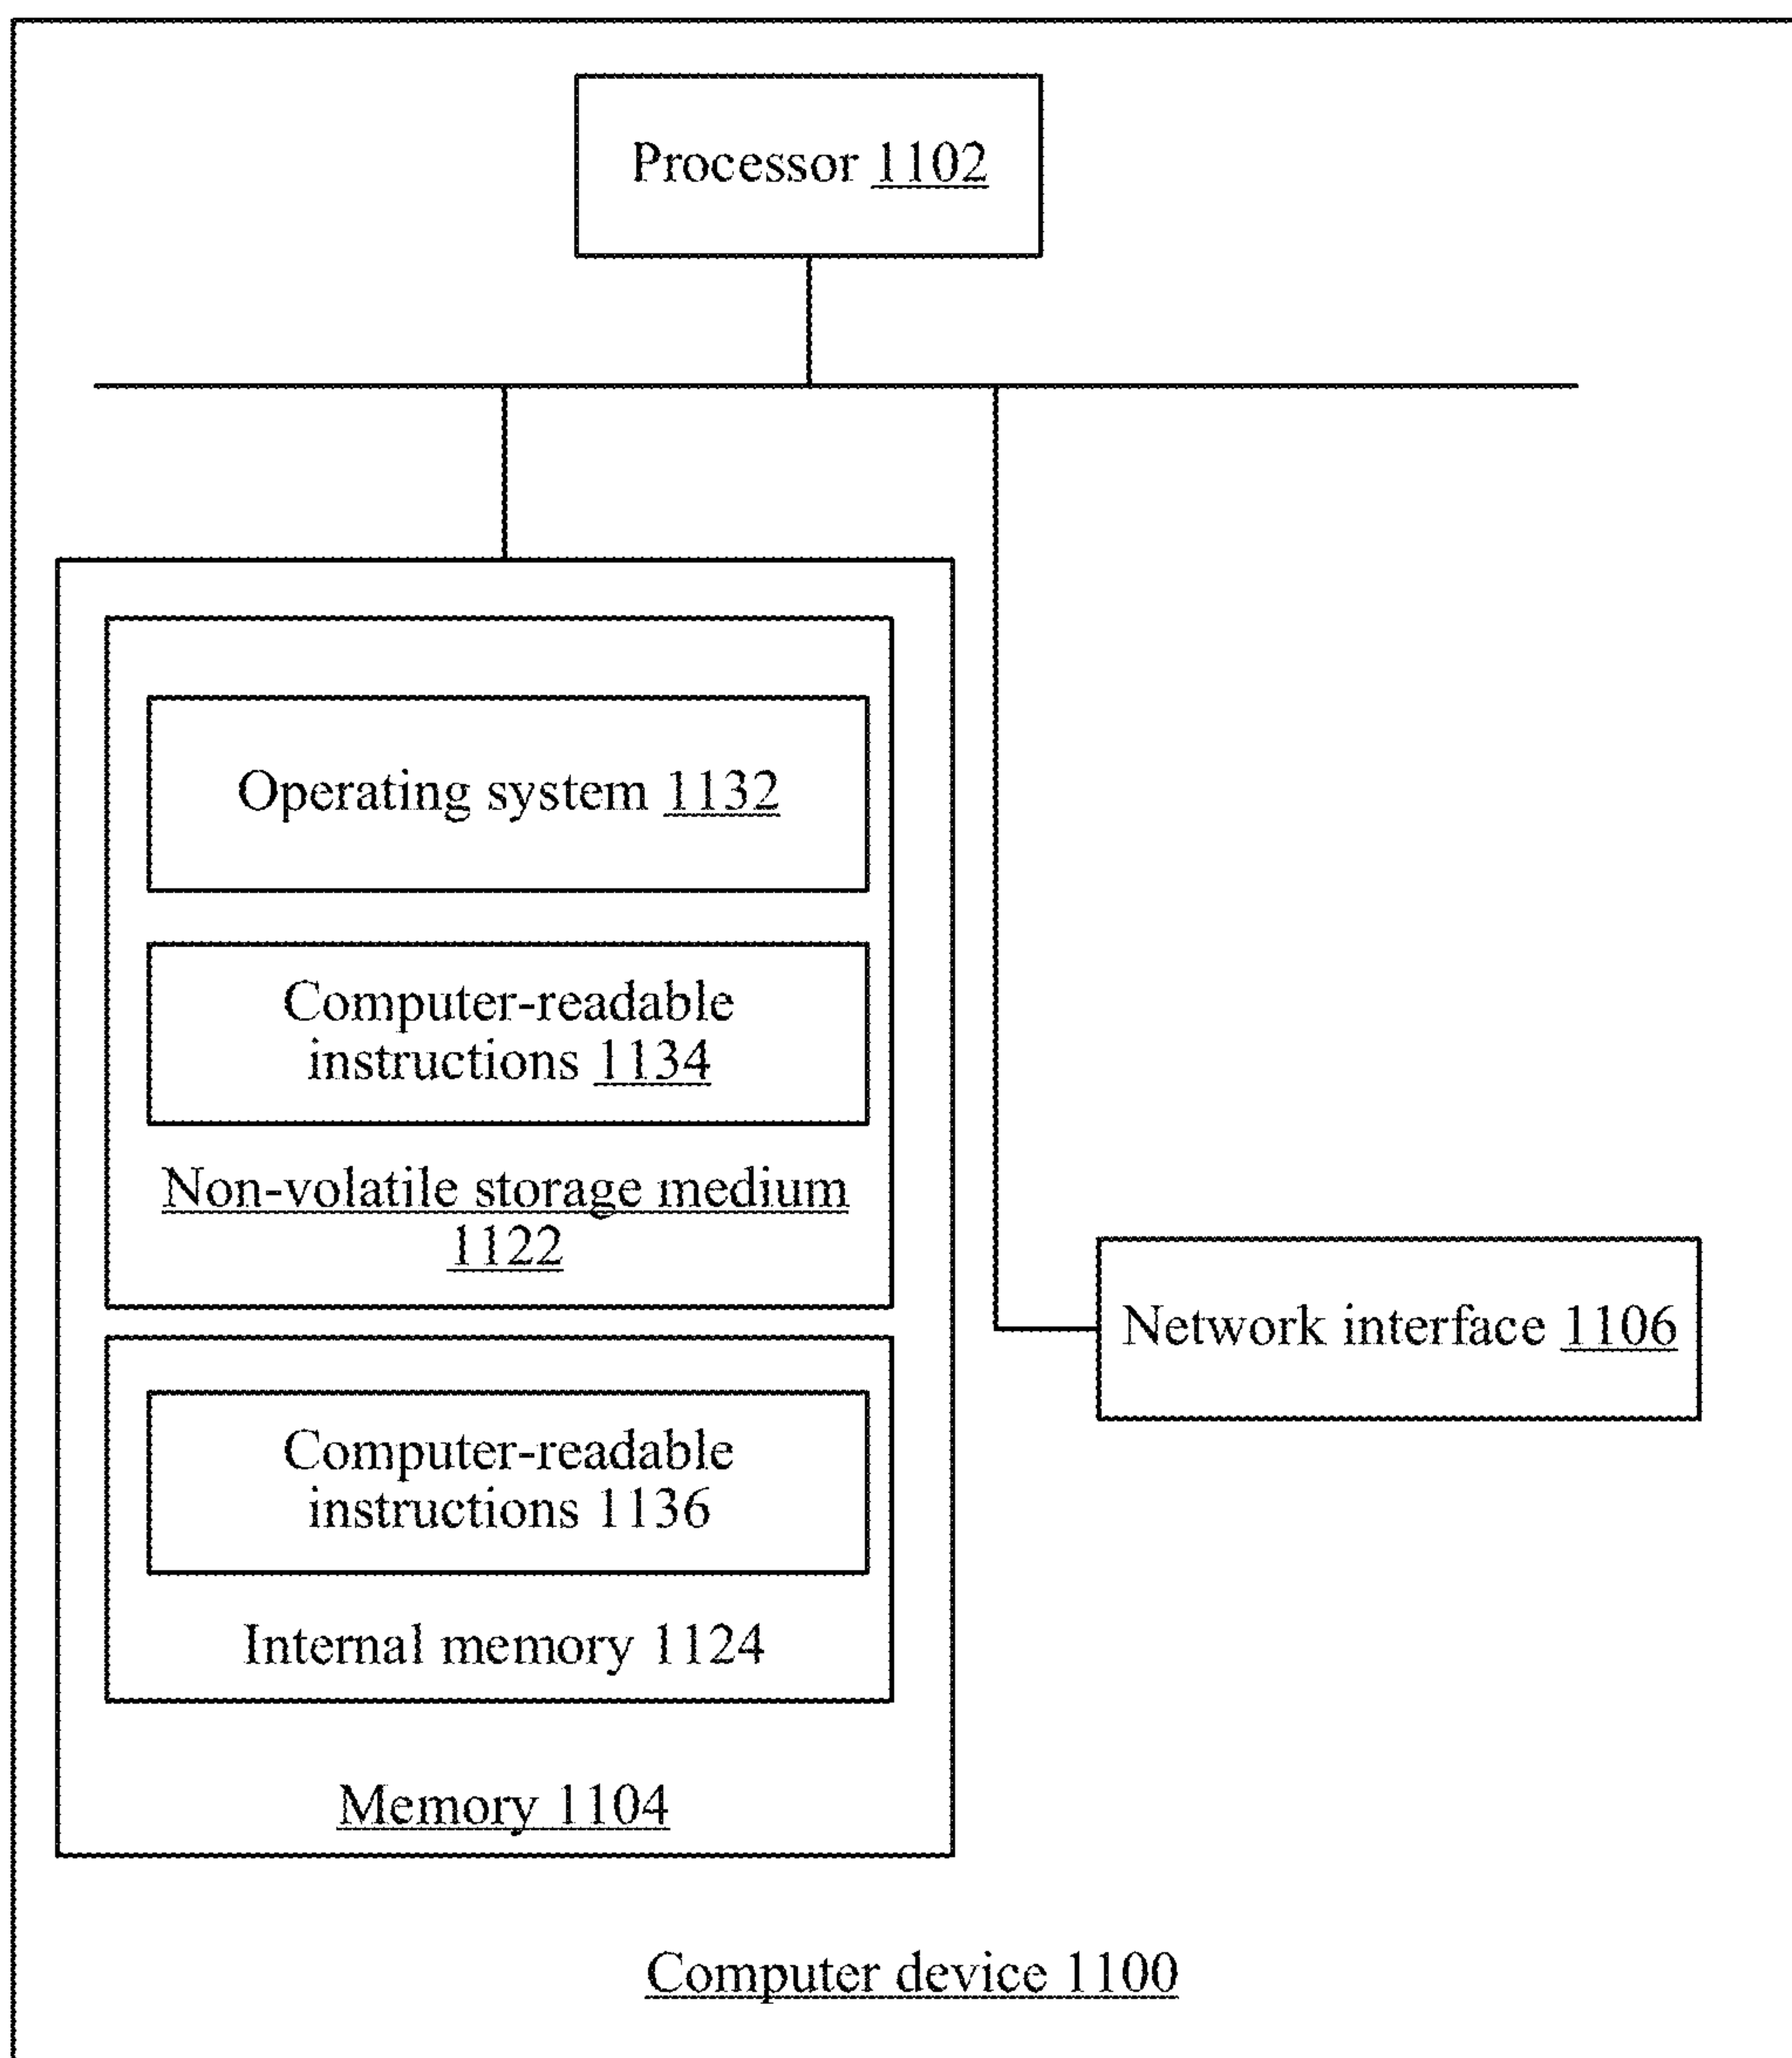 Processor 1102
Operating system 1132
Computer-readable
instructions 1134
Non-volatile storage medium
1122
Network interface 1106
Computer-readable
instructions 1136
Internal memory 1124
Memory 1104
Computer device 1100